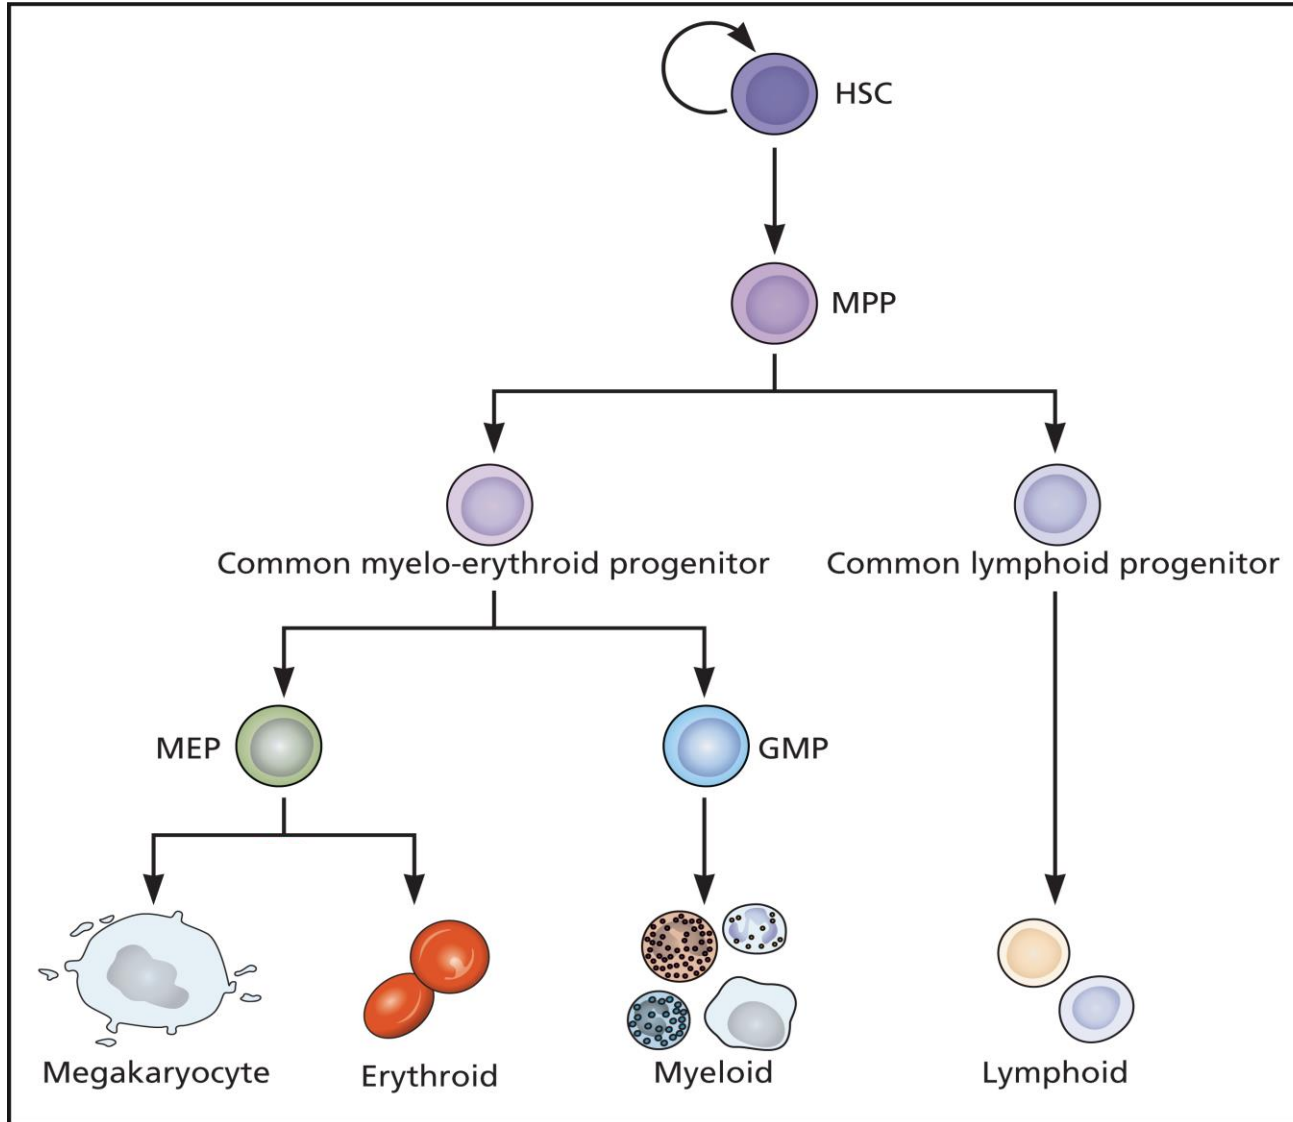 HSC
MPP
Common myelo-erythroid progenitor
Common lymphoid progenitor
MEP
GMP
Megakaryocyte
Erythroid
Myeloid
Lymphoid